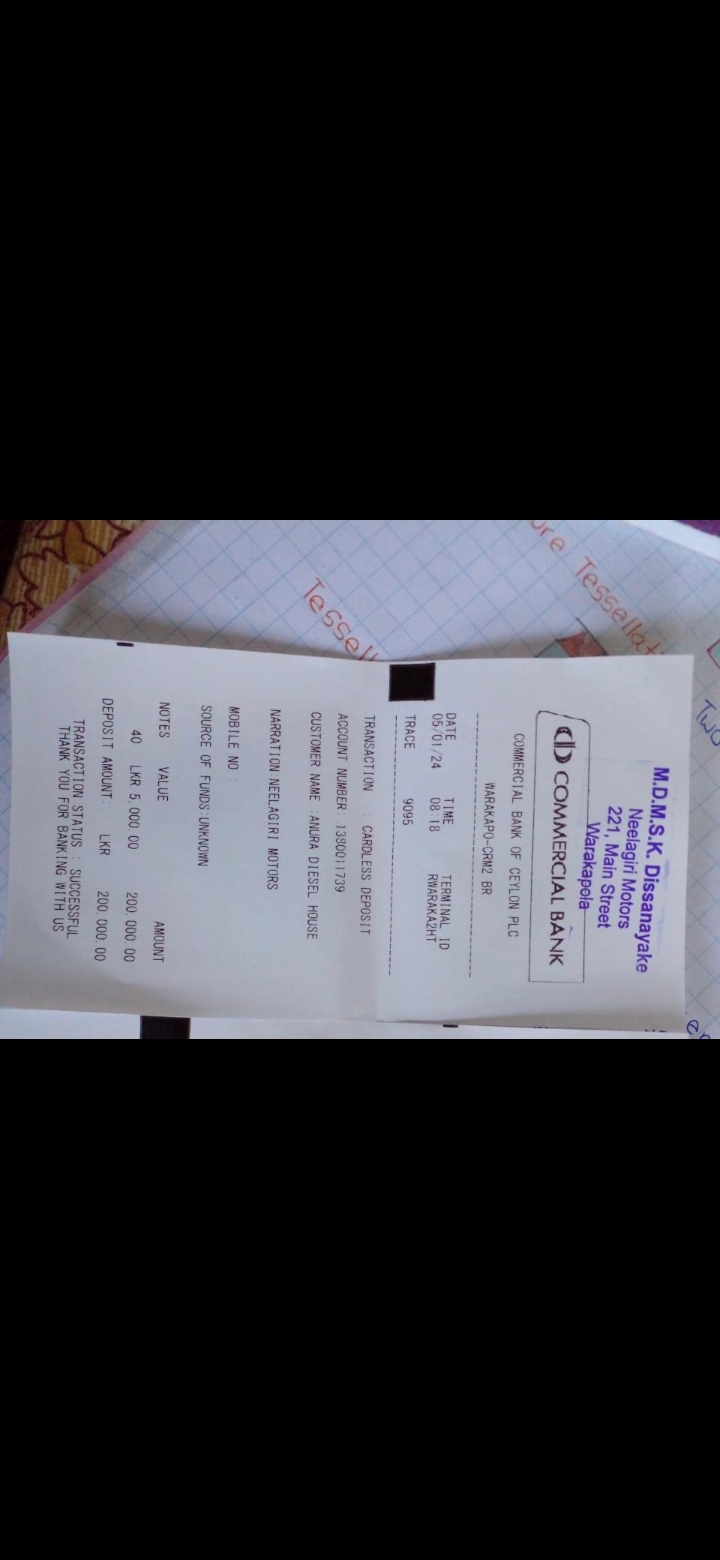 M.D.M.S.K. Dissanayake
Neelagiri Motors
221, Main Street
Warakapola
COMMERCIAL BANK
COMMERCIAL BANK OF CEYLON PLC
WARAKAPO-CRM2 BR
DATE TIME TERMINAL ID
05/01/24 08:18 RWARAKA2HT
TRACE 9095
TRANSACTION : CARDLESS DEPOSIT
ACCOUNT NUMBER: 1380011739
CUSTOMER NAME :ANURA DIESEL HOUSE
NARRATION:NEELAGIRI MOTORS
MOBILE NO :
SOURCE OF FUNDS:UNKNOWN
NOTES VALUE AMOUNT
40 LKR 5,000.00 200,000.00
DEPOSIT AMOUNT: LKR 200,000.00
TRANSACTION STATUS : SUCCESSFUL
THANK YOU FOR BANKING WITH US